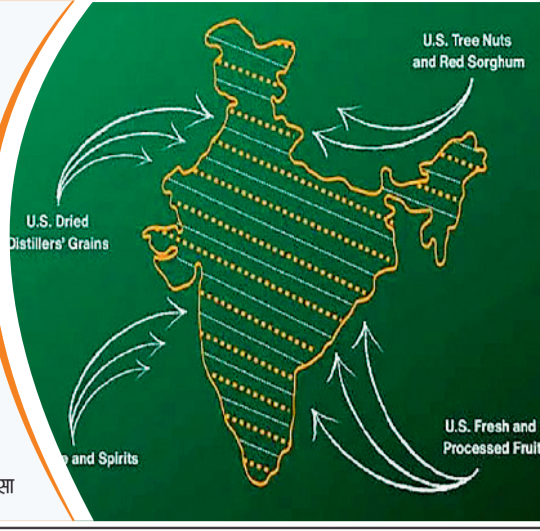 U.S. Tree Nuts
and Red Sorghum
U.S. Dried
Distillers' Grains
and Spirits
U.S. Fresh and
Processed Fruit